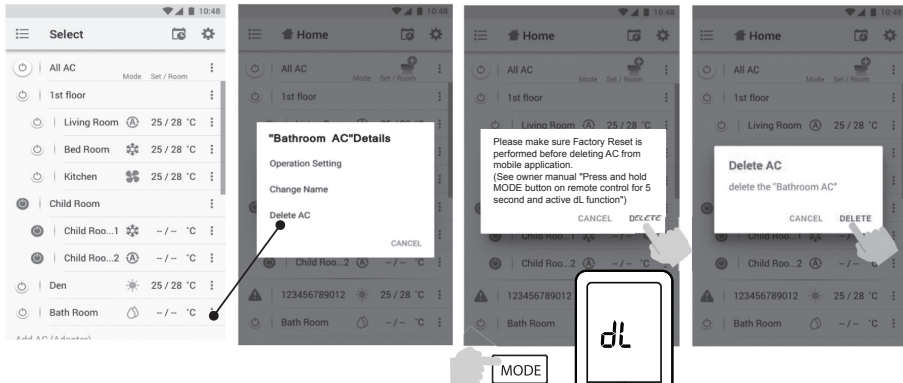 10:48
Select
All AC
Mode Set / Room
1st floor
Living Room 25 / 28 °C
Bed Room 25 / 28 °C
Kitchen 25 / 28 °C
Child Room
Child Roo...1 -- / -- °C
Child Roo...2 -- / -- °C
Den 25 / 28 °C
Bath Room -- / -- °C
Add AC (Adapter)
10:48
Home
All AC
Mode Set / Room
1st floor
"Bathroom AC"Details
Operation Setting
Change Name
Delete AC
CANCEL
Child Roo...2 -- / -- °C
123456789012 25 / 28 °C
Bath Room -- / -- °C
10:48
Home
All AC
Mode Set / Room
1st floor
Living Room 25 / 28 °C
Please make sure Factory Reset is
performed before deleting AC from
mobile application.
(See owner manual "Press and hold
MODE button on remote control for 5
second and active dL function")
CANCEL DELETE
Child Roo...1 -- / -- °C
Child Roo...2 -- / -- °C
123456789012
Bath Room
dL
MODE
10:48
Home
All AC
Mode Set / Room
1st floor
Living Room 25 / 28 °C
Delete AC
delete the "Bathroom AC"
CANCEL DELETE
Child Roo...1 -- / -- °C
Child Roo...2 -- / -- °C
123456789012 25 / 28 °C
Bath Room -- / -- °C